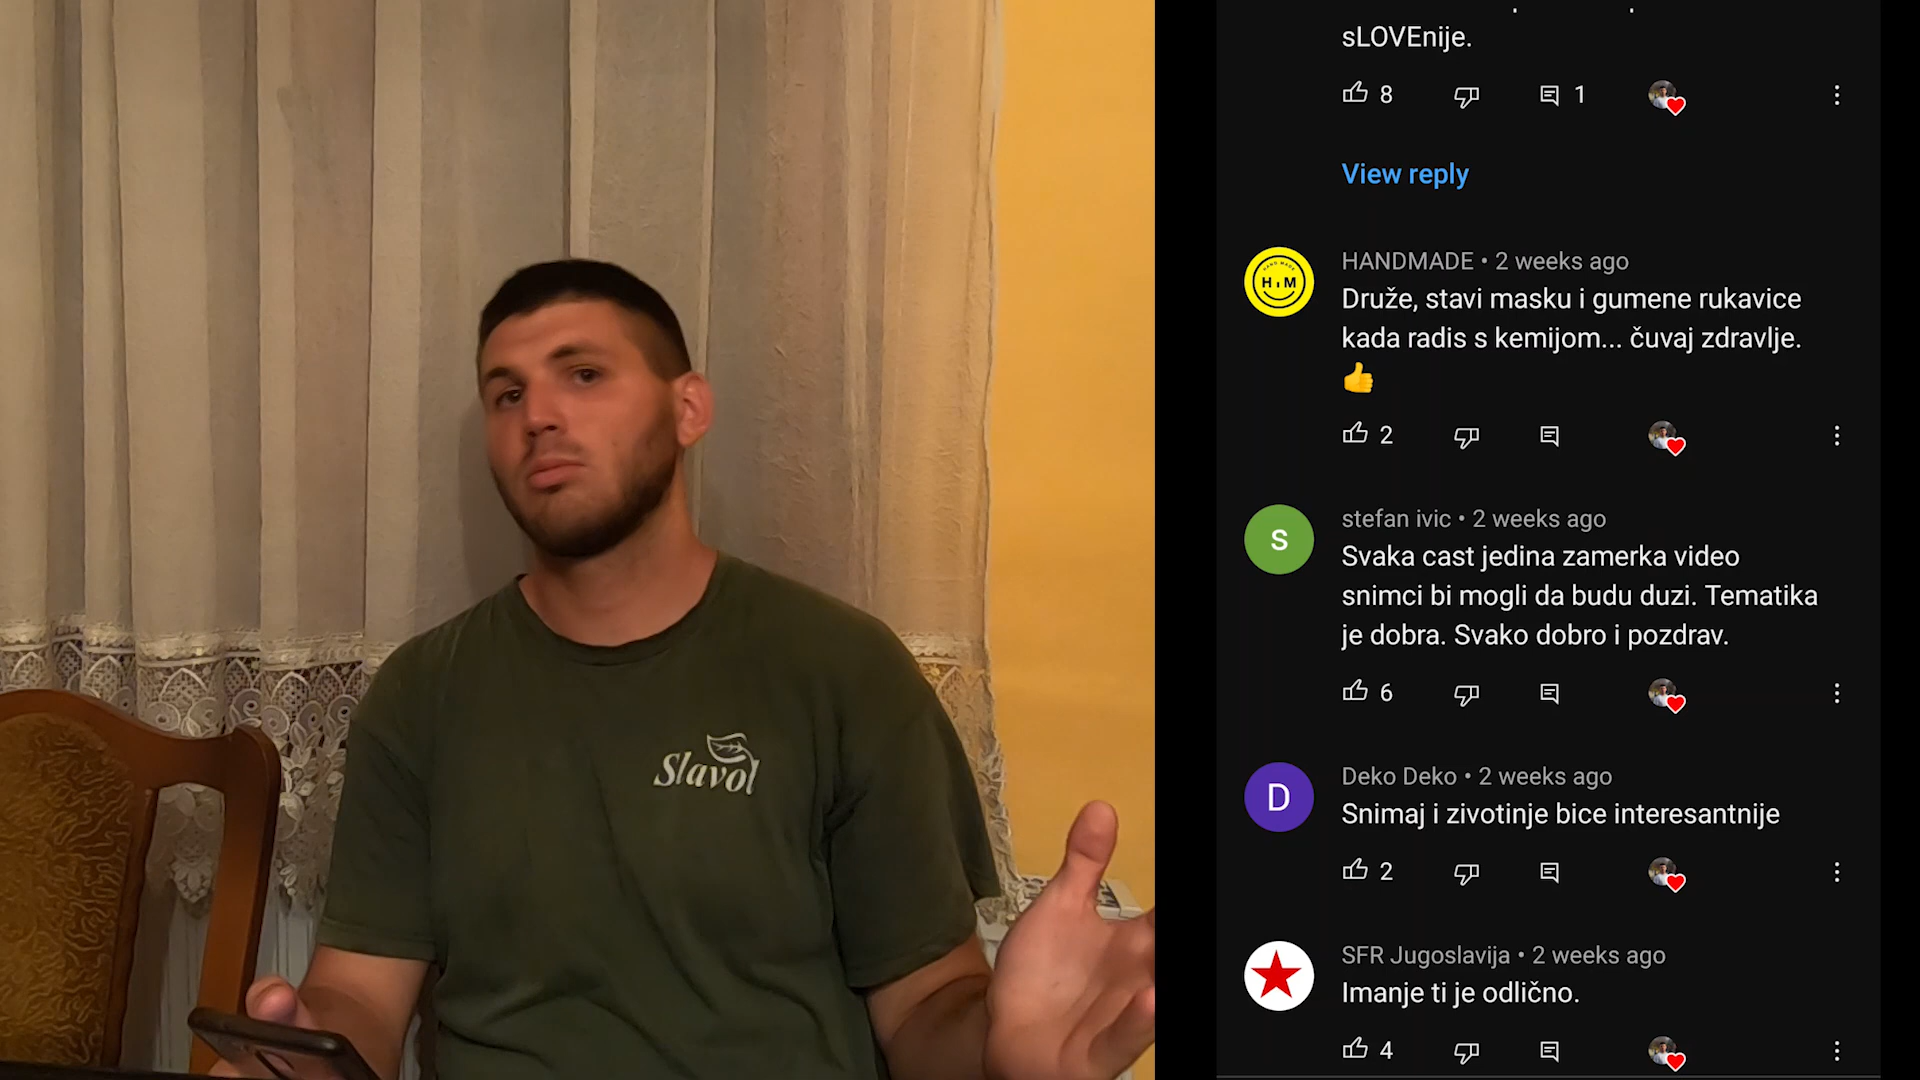 sLOVEnije.
8
1
View reply
HANDMADE • 2 weeks ago
Druže, stavi masku i gumene rukavice
kada radis s kemijom... čuvaj zdravlje.
👍
2
stefan ivic • 2 weeks ago
Svaka cast jedina zamerka video
snimci bi mogli da budu duzi. Tematika
je dobra. Svako dobro i pozdrav.
6
Deko Deko • 2 weeks ago
Snimaj i zivotinje bice interesantnije
2
SFR Jugoslavija • 2 weeks ago
Imanje ti je odlično.
4
HAND MADE
H M
S
D
Slavol